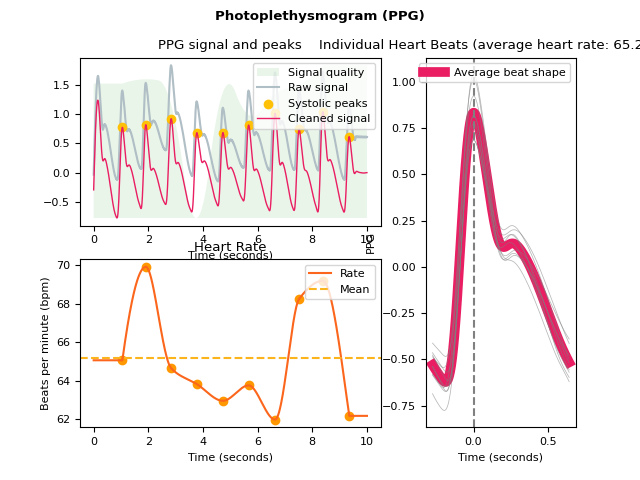 Photoplethysmogram (PPG)
PPG signal and peaks
Individual Heart Beats (average heart rate: 65.2
Signal quality
Raw signal
Systolic peaks
Cleaned signal
1.5
1.0
0.5
0.0
−0.5
0 2 4 6 8 10
Time (seconds)
Heart Rate
Rate
Mean
70
68
66
64
62
Beats per minute (bpm)
0 2 4 6 8 10
Time (seconds)
Average beat shape
PPG
1.00
0.75
0.50
0.25
0.00
−0.25
−0.50
−0.75
0.0 0.5
Time (seconds)